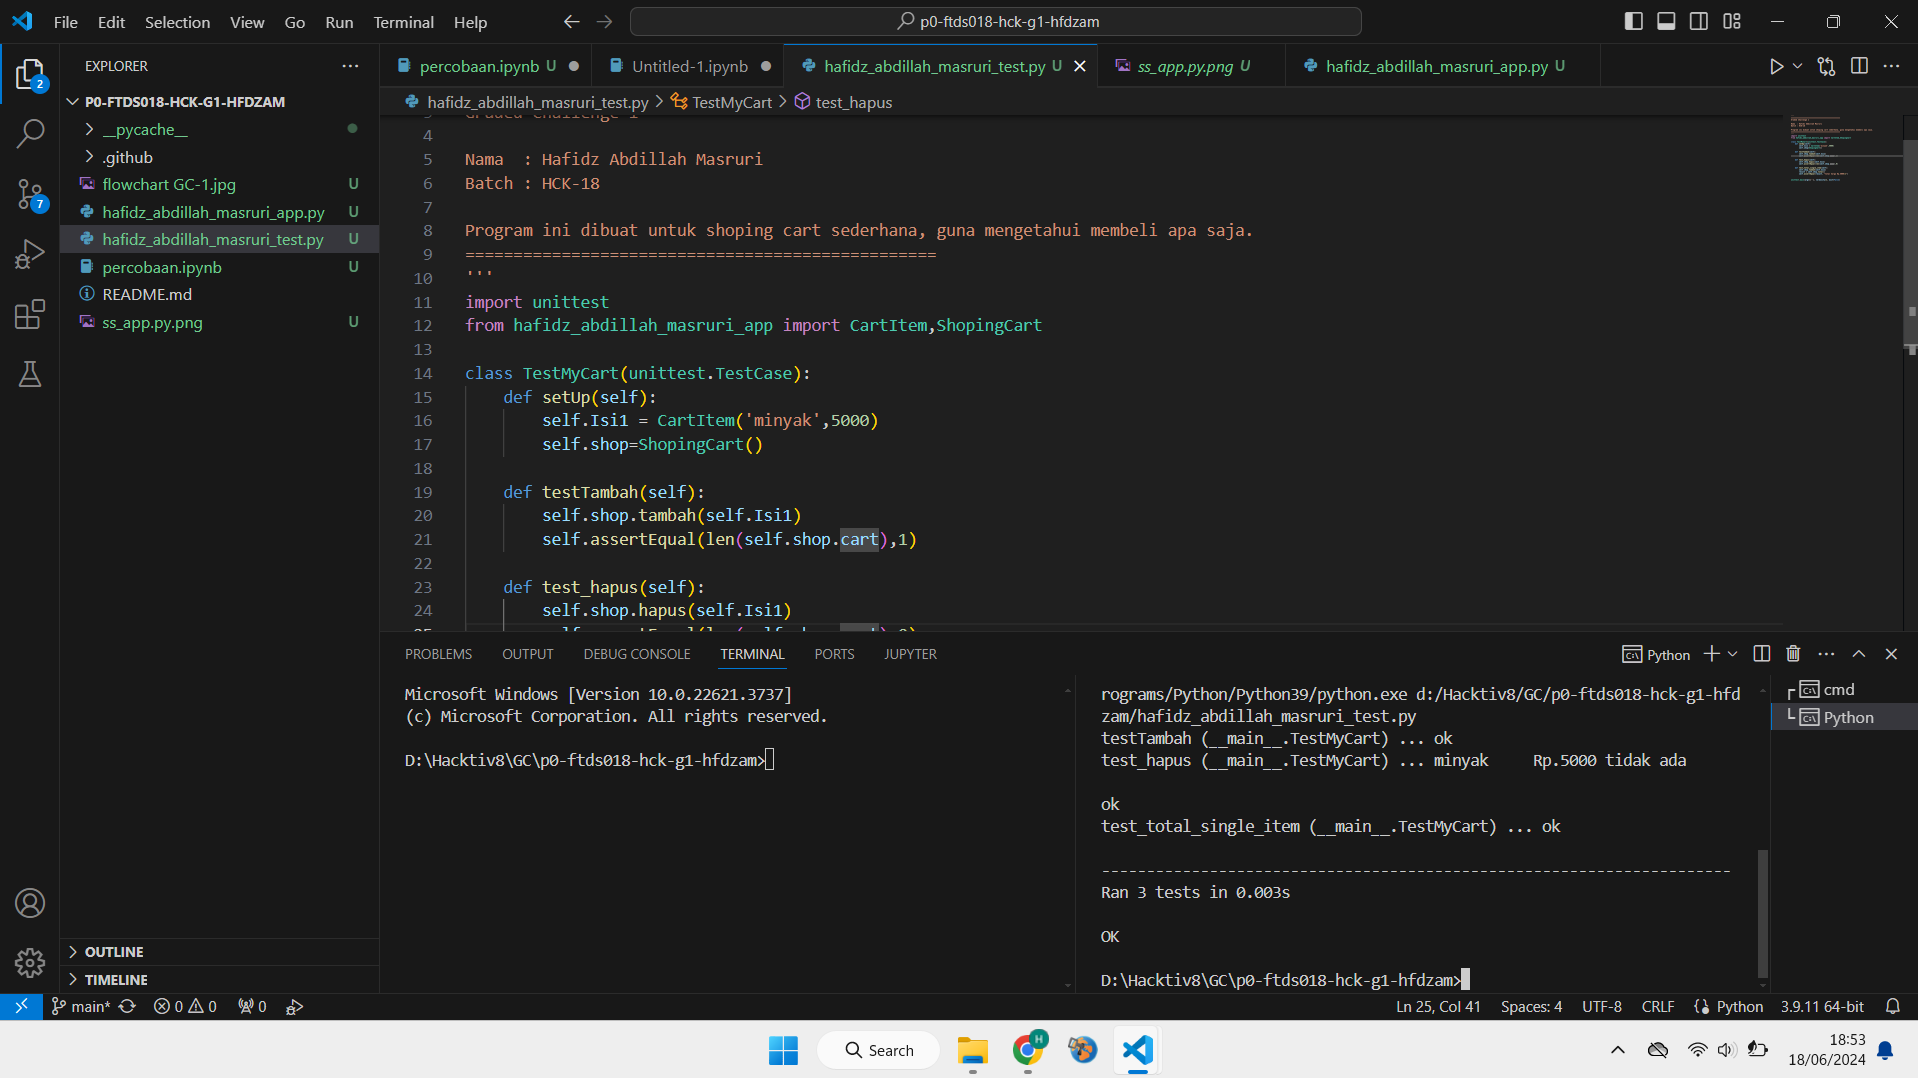 File Edit Selection View Go Run Terminal Help
p0-ftds018-hck-g1-hfdzam
EXPLORER
P0-FTDS018-HCK-G1-HFDZAM
__pycache__
.github
flowchart GC-1.jpg U
hafidz_abdillah_masruri_app.py U
hafidz_abdillah_masruri_test.py U
percobaan.ipynb U
README.md
ss_app.py.png U
OUTLINE
TIMELINE
2
7
percobaan.ipynb U
Untitled-1.ipynb
hafidz_abdillah_masruri_test.py U
ss_app.py.png U
hafidz_abdillah_masruri_app.py U
hafidz_abdillah_masruri_test.py > TestMyCart > test_hapus
4
5 Nama  : Hafidz Abdillah Masruri
6 Batch : HCK-18
7
8 Program ini dibuat untuk shoping cart sederhana, guna mengetahui membeli apa saja.
9 =================================================
10 '''
11 import unittest
12 from hafidz_abdillah_masruri_app import CartItem,ShopingCart
13
14 class TestMyCart(unittest.TestCase):
15     def setUp(self):
16         self.Isi1 = CartItem('minyak',5000)
17         self.shop=ShopingCart()
18
19     def testTambah(self):
20         self.shop.tambah(self.Isi1)
21         self.assertEqual(len(self.shop.cart),1)
22
23     def test_hapus(self):
24         self.shop.hapus(self.Isi1)
PROBLEMS OUTPUT DEBUG CONSOLE TERMINAL PORTS JUPYTER
Python
Microsoft Windows [Version 10.0.22621.3737]
(c) Microsoft Corporation. All rights reserved.
D:\Hacktiv8\GC\p0-ftds018-hck-g1-hfdzam>
rograms/Python/Python39/python.exe d:/Hacktiv8/GC/p0-ftds018-hck-g1-hfd
zam/hafidz_abdillah_masruri_test.py
testTambah (__main__.TestMyCart) ... ok
test_hapus (__main__.TestMyCart) ... minyak     Rp.5000 tidak ada
ok
test_total_single_item (__main__.TestMyCart) ... ok
----------------------------------------------------------------------
Ran 3 tests in 0.003s
OK
D:\Hacktiv8\GC\p0-ftds018-hck-g1-hfdzam>
cmd
Python
main* 0 0 0
Ln 25, Col 41 Spaces: 4 UTF-8 CRLF Python 3.9.11 64-bit
Search
H
18:53
18/06/2024